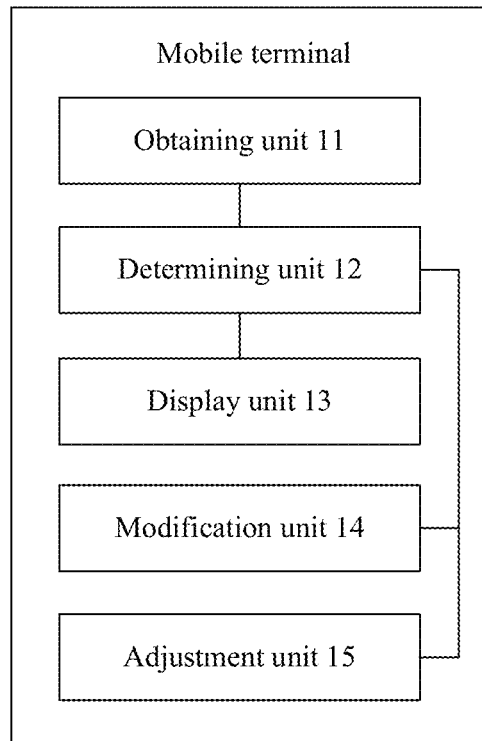 Mobile terminal
Obtaining unit 11
Determining unit 12
Display unit 13
Modification unit 14
Adjustment unit 15